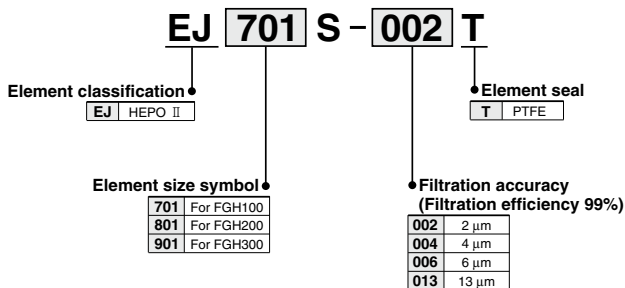 EJ 701 S – 002 T
Element classification
EJ HEPO Ⅱ
Element seal
T PTFE
Element size symbol
701 For FGH100
801 For FGH200
901 For FGH300
Filtration accuracy
(Filtration efficiency 99%)
002 2 μm
004 4 μm
006 6 μm
013 13 μm